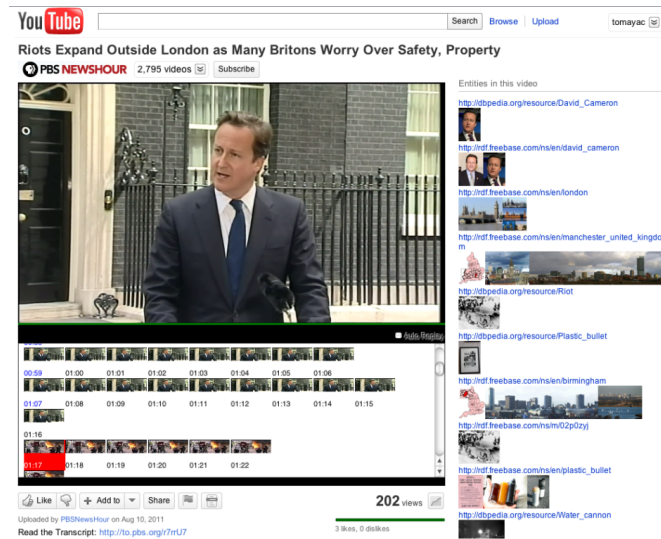 YouTube
Search Browse Upload tomayac
Riots Expand Outside London as Many Britons Worry Over Safety, Property
PBS NEWSHOUR 2,795 videos Subscribe
Entities in this video
http://dbpedia.org/resource/David_Cameron
http://rdf.freebase.com/ns/en/david_cameron
http://rdf.freebase.com/ns/en/london
http://rdf.freebase.com/ns/en/manchester_united_kingdo
m
http://dbpedia.org/resource/Riot
http://dbpedia.org/resource/Plastic_bullet
http://rdf.freebase.com/ns/en/birmingham
http://rdf.freebase.com/ns/m/02p0zyj
http://rdf.freebase.com/ns/en/plastic_bullet
http://dbpedia.org/resource/Water_cannon
Auto Replay
00:59 01:00 01:01 01:02 01:03 01:04 01:05 01:06
01:07 01:08 01:09 01:10 01:11 01:12 01:13 01:14 01:15
01:16
01:17 01:18 01:19 01:20 01:21 01:22
Like Add to Share 202 views
Uploaded by PBSNewsHour on Aug 10, 2011
3 likes, 0 dislikes
Read the Transcript: http://to.pbs.org/r7rrU7